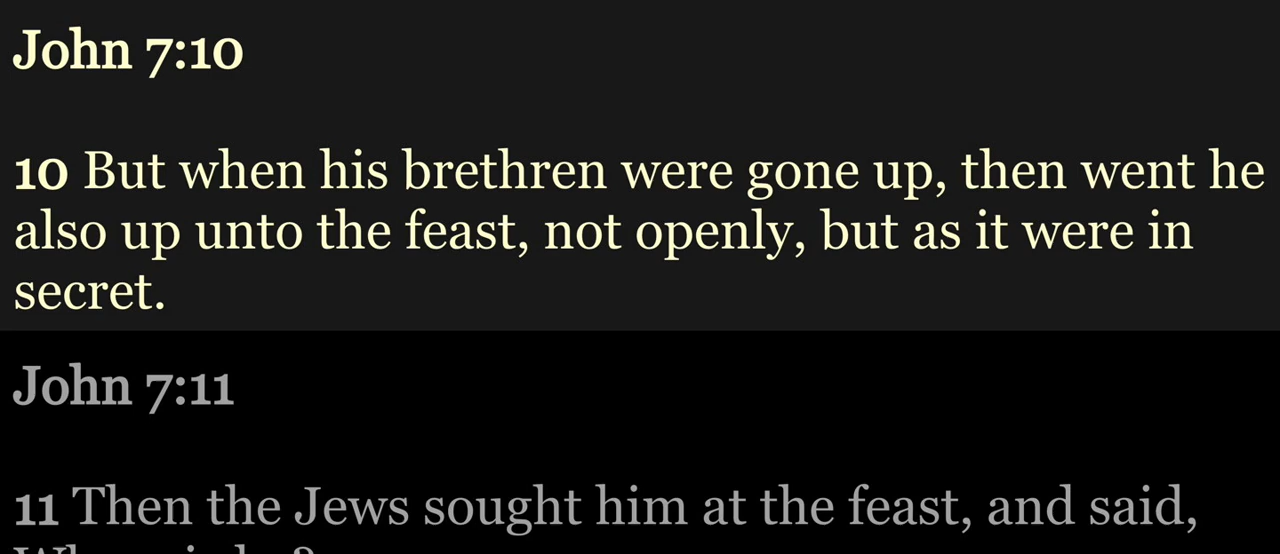 John 7:10
10 But when his brethren were gone up, then went he
also up unto the feast, not openly, but as it were in
secret.
John 7:11
11 Then the Jews sought him at the feast, and said,